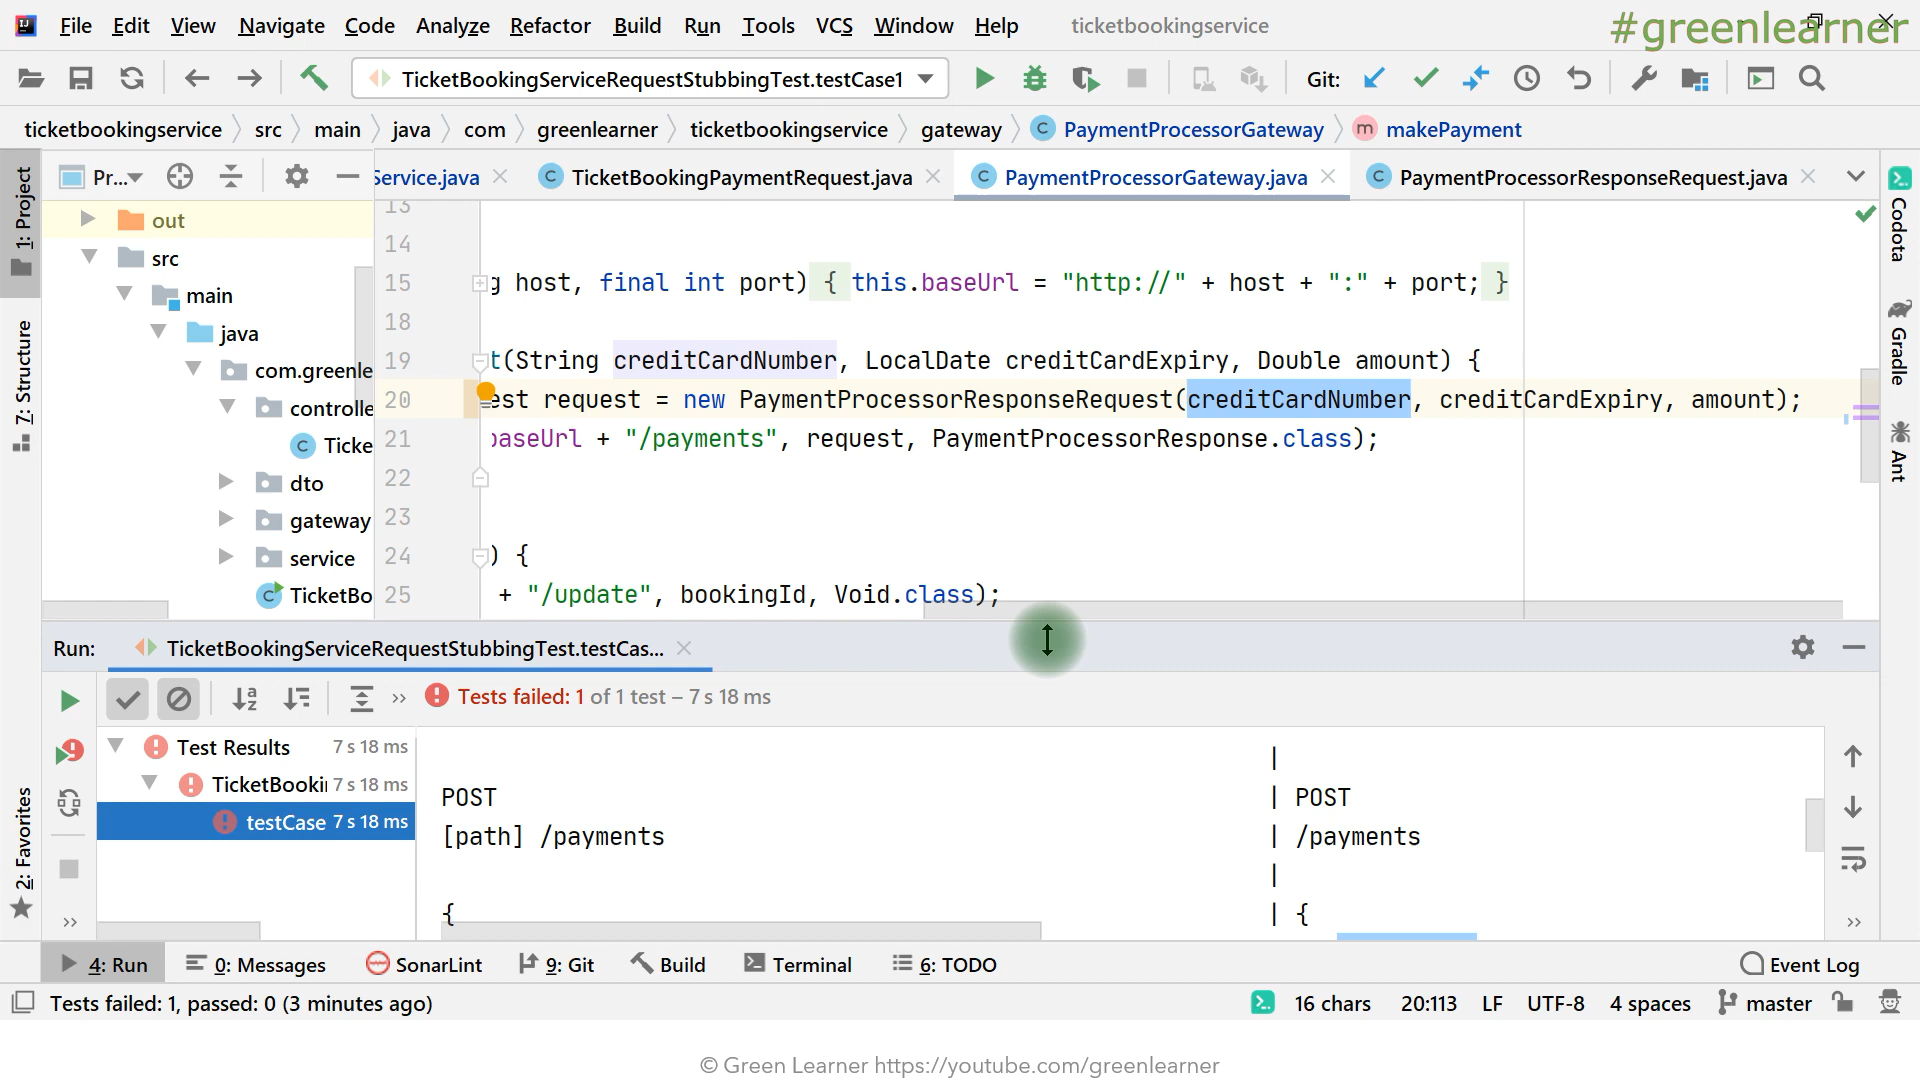 File Edit View Navigate Code Analyze Refactor Build Run Tools VCS Window Help ticketbookingservice
#greenlearner
TicketBookingServiceRequestStubbingTest.testCase1 Git:
ticketbookingservice src main java com greenlearner ticketbookingservice gateway PaymentProcessorGateway makePayment
1: Project
7: Structure
2: Favorites
Pr...
out
src
main
java
com.greenle
controlle
Ticke
dto
gateway
service
TicketBo
Service.java TicketBookingPaymentRequest.java PaymentProcessorGateway.java PaymentProcessorResponseRequest.java
13
14
15 g host, final int port) { this.baseUrl = "http://" + host + ":" + port; }
18
19 t(String creditCardNumber, LocalDate creditCardExpiry, Double amount) {
20 est request = new PaymentProcessorResponseRequest(creditCardNumber, creditCardExpiry, amount);
21 baseUrl + "/payments", request, PaymentProcessorResponse.class);
22
23
24 ) {
25 + "/update", bookingId, Void.class);
Codota
Gradle
Ant
Run: TicketBookingServiceRequestStubbingTest.testCas...
Tests failed: 1 of 1 test – 7 s 18 ms
Test Results 7 s 18 ms
TicketBookin 7 s 18 ms
testCase 7 s 18 ms
|
POST | POST
[path] /payments | /payments
|
{ | {
4: Run 0: Messages SonarLint 9: Git Build Terminal 6: TODO Event Log
Tests failed: 1, passed: 0 (3 minutes ago) 16 chars 20:113 LF UTF-8 4 spaces master
© Green Learner https://youtube.com/greenlearner